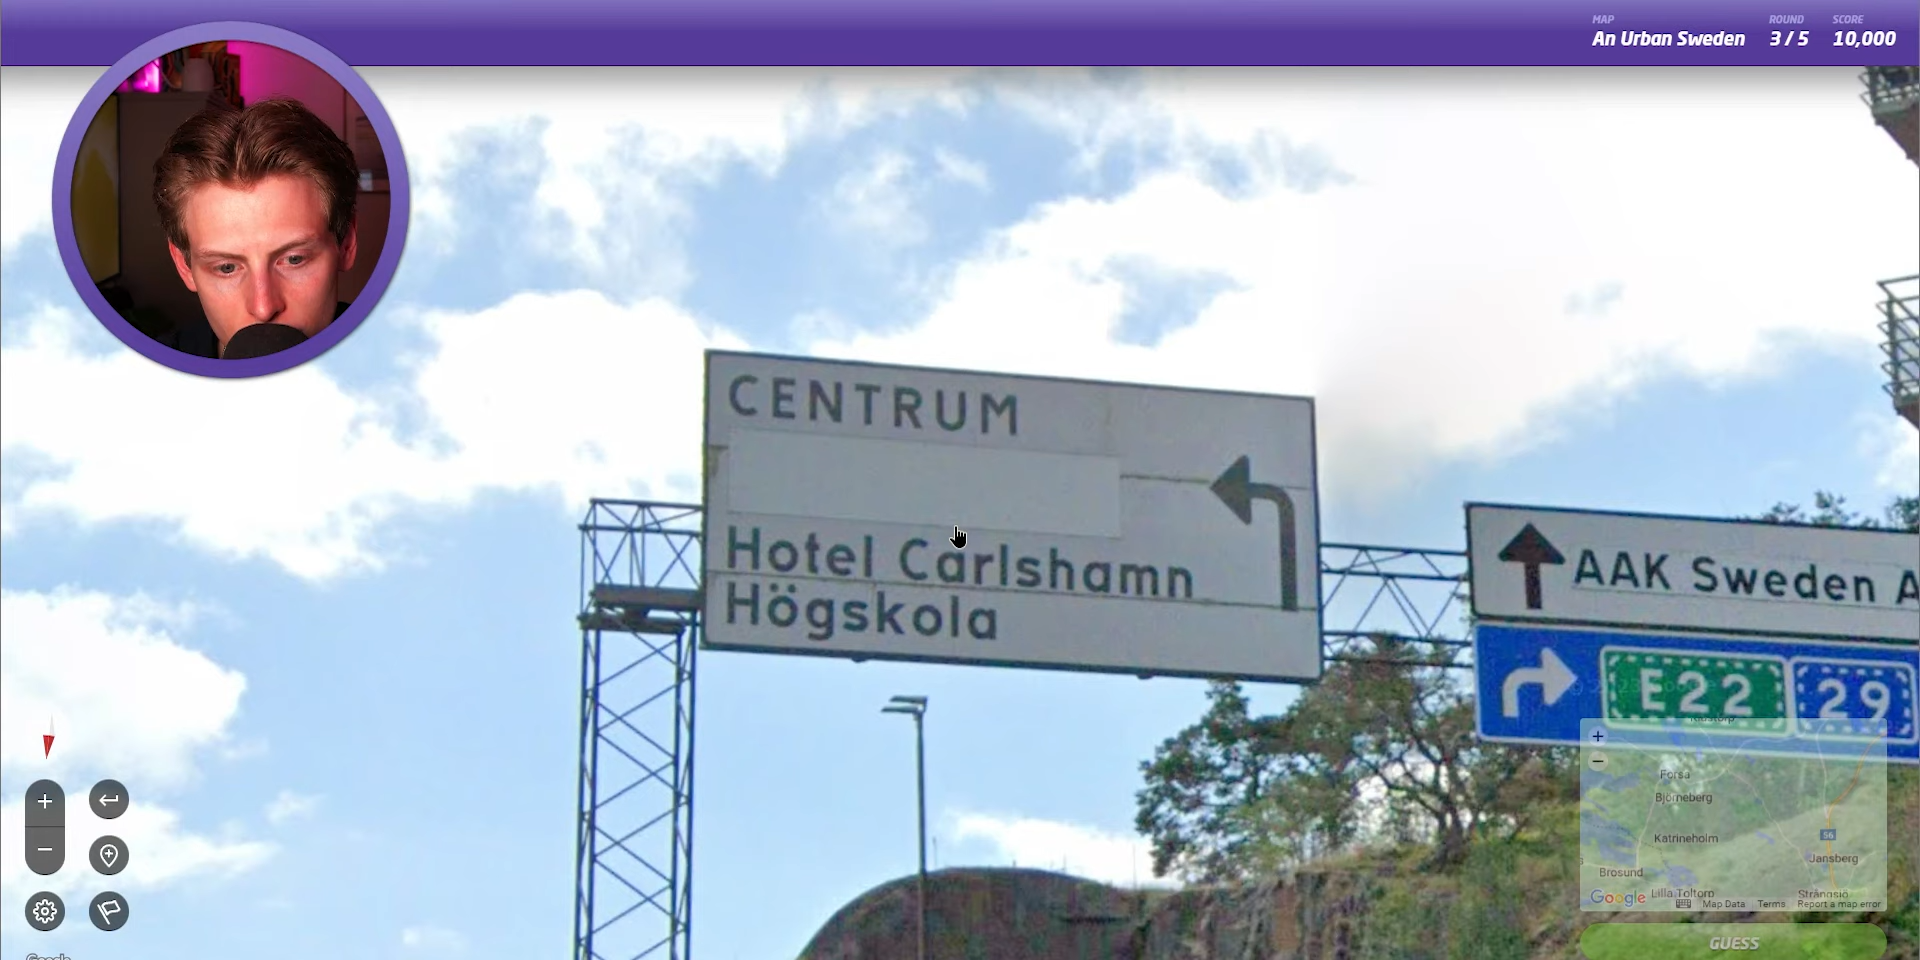 MAP
An Urban Sweden
ROUND
3 / 5
SCORE
10,000
CENTRUM
Hotel Carlshamn
Högskola
AAK Sweden A
E22
29
Forsa
Björneberg
Katrineholm
56
Jansberg
Brosund
Lilla Toltorp
Strångsjö
Google
Map Data
Terms
Report a map error
GUESS